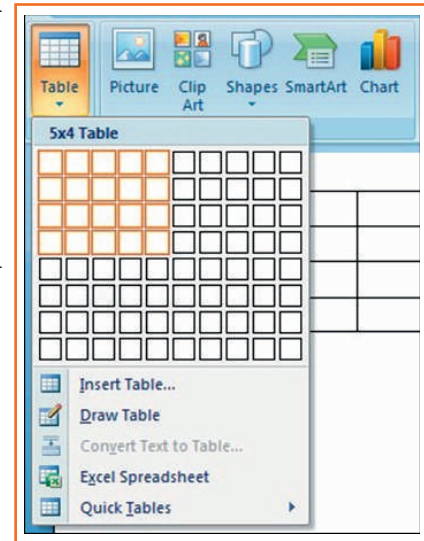 Table Picture Clip Art Shapes SmartArt Chart
5x4 Table
Insert Table...
Draw Table
Convert Text to Table...
Excel Spreadsheet
Quick Tables